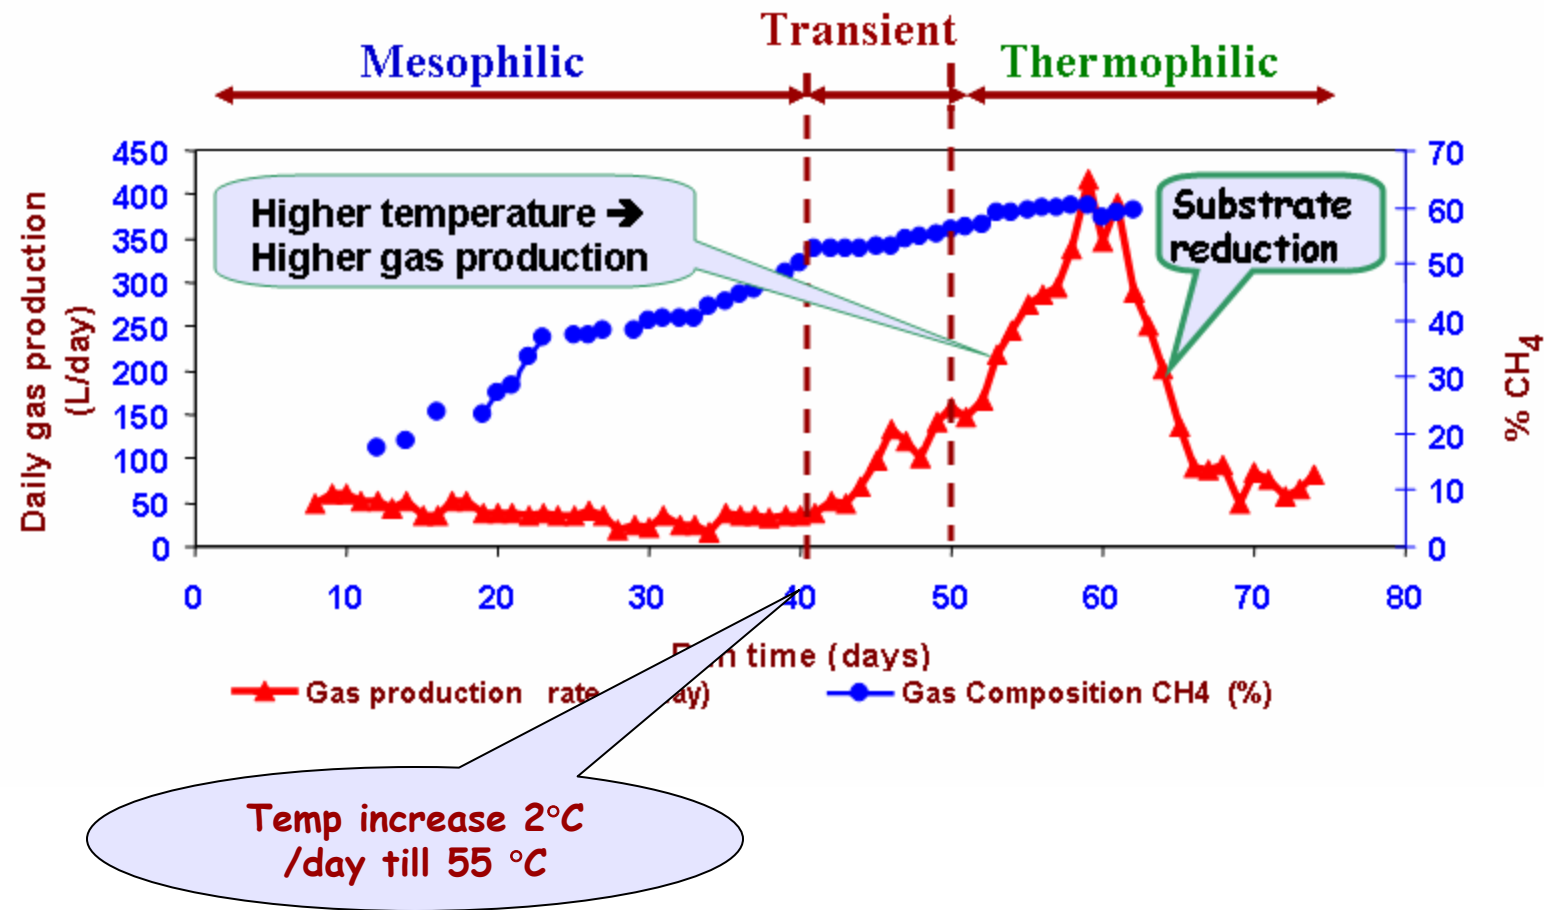 Transient
Mesophilic
Thermophilic
450
400
350
300
250
200
150
100
50
0
Daily gas production
(L/day)
Higher temperature ➔
Higher gas production
Substrate
reduction
70
60
50
40
30
20
10
0
% CH4
0 10 20 30 40 50 60 70 80
time (days)
Gas production rate
Gas Composition CH4 (%)
Temp increase 2°C
/day till 55 °C